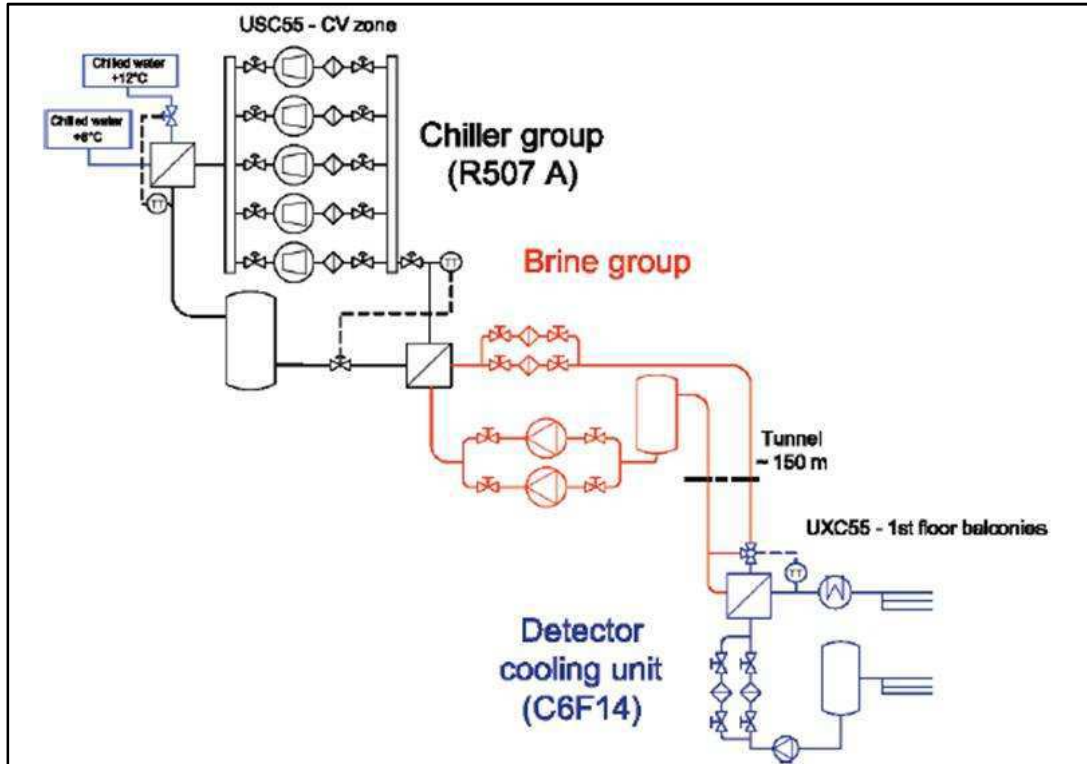 USC55 - CV zone
Chilled water
+12°C
Chilled water
+6°C
TT
Chiller group
(R507 A)
TT
Brine group
Tunnel
~ 150 m
UXC55 - 1st floor balconies
TT
Detector
cooling unit
(C6F14)